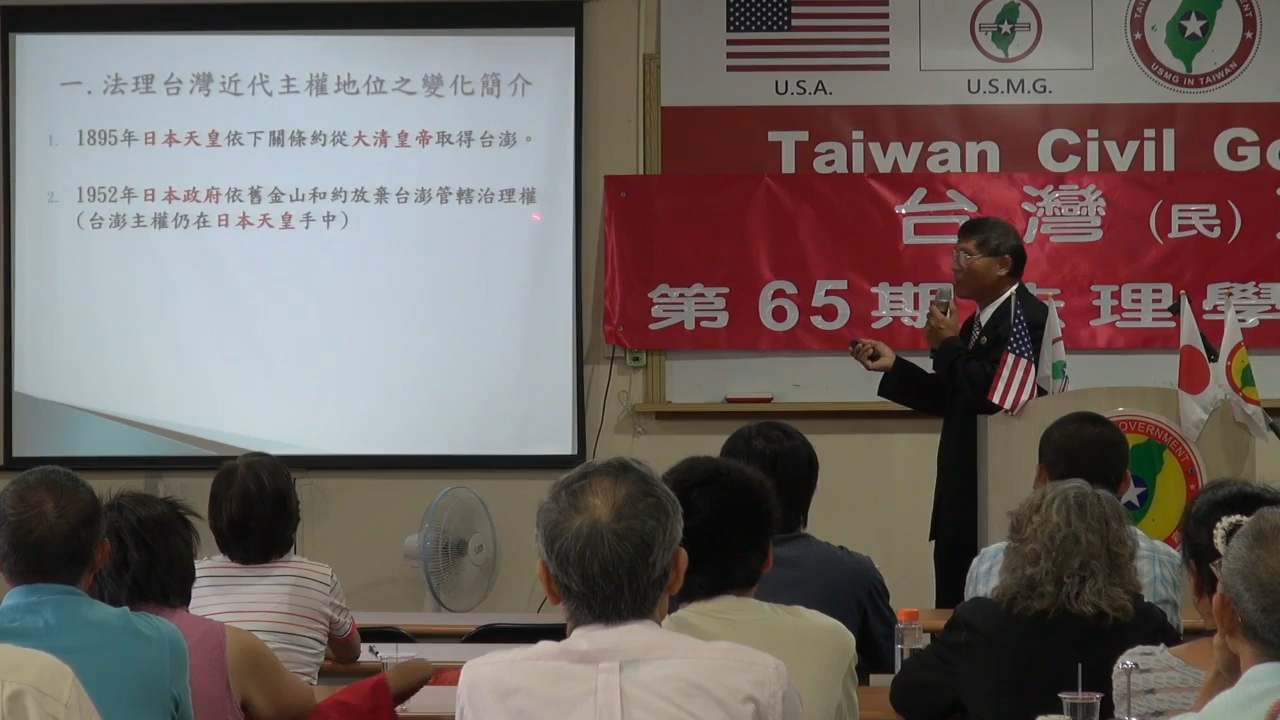 一.法理台灣近代主權地位之變化簡介
1. 1895年日本天皇依下關條約從大清皇帝取得台澎。
2. 1952年日本政府依舊金山和約放棄台澎管轄治理權
(台澎主權仍在日本天皇手中)
U.S.A.
U.S.M.G.
USMG IN TAIWAN
Taiwan Civil Go
台灣(民)
第65期 理學
GOVERNMENT